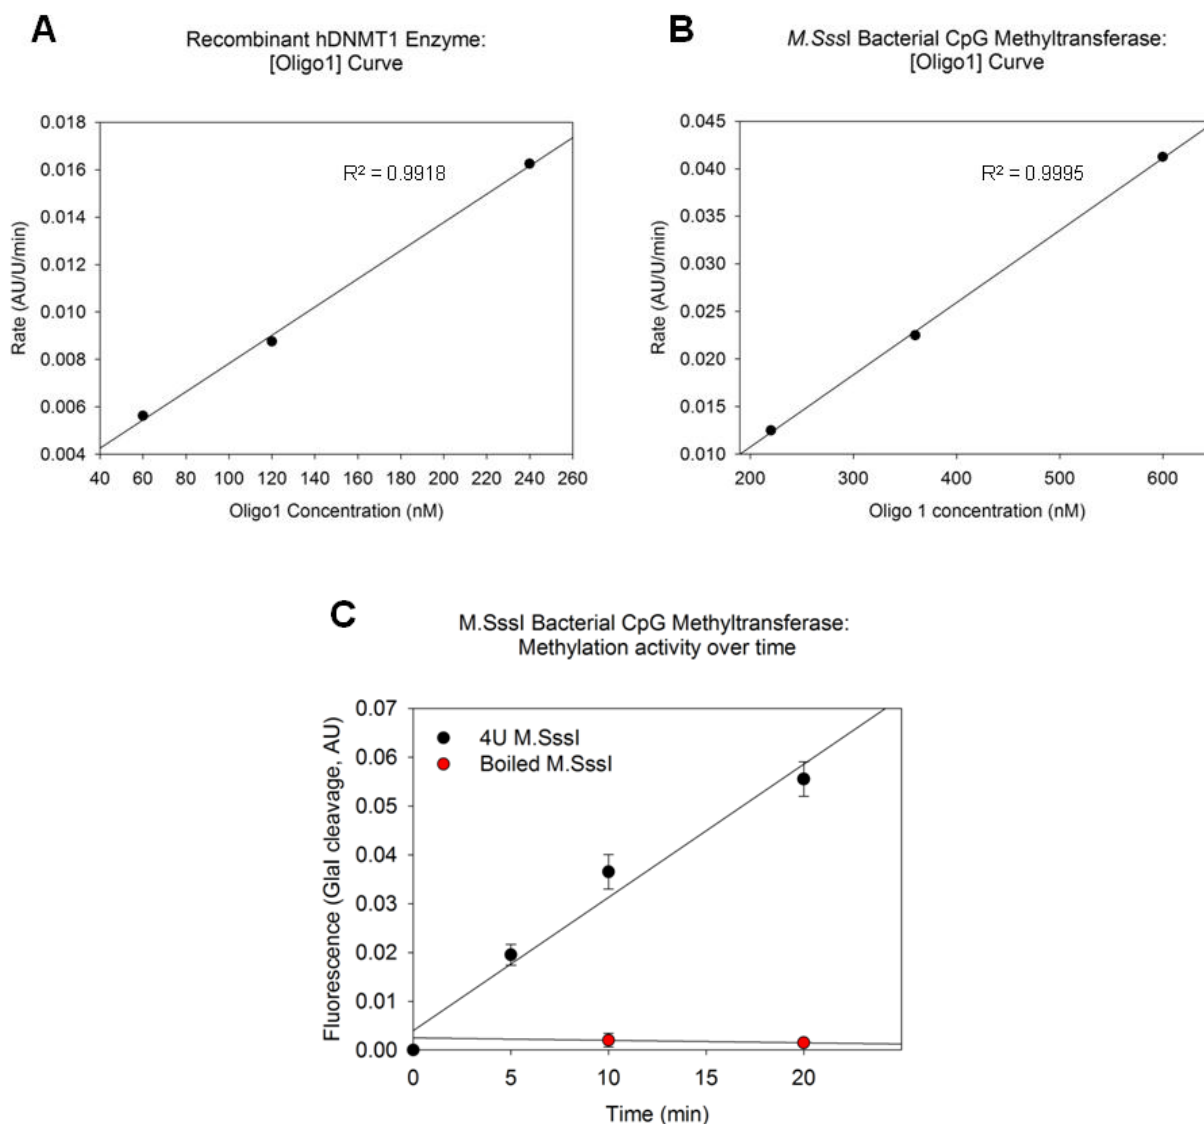 A
Recombinant hDNMT1 Enzyme:
[Oligo1] Curve
R² = 0.9918
Rate (AU/U/min)
0.018
0.016
0.014
0.012
0.010
0.008
0.006
0.004
40 60 80 100 120 140 160 180 200 220 240 260
Oligo1 Concentration (nM)
B
M.SssI Bacterial CpG Methyltransferase:
[Oligo1] Curve
R² = 0.9995
Rate (AU/U/min)
0.045
0.040
0.035
0.030
0.025
0.020
0.015
0.010
200 300 400 500 600
Oligo 1 concentration (nM)
C
M.SssI Bacterial CpG Methyltransferase:
Methylation activity over time
4U M.SssI
Boiled M.SssI
Fluorescence (GlaI cleavage, AU)
0.07
0.06
0.05
0.04
0.03
0.02
0.01
0.00
0 5 10 15 20
Time (min)